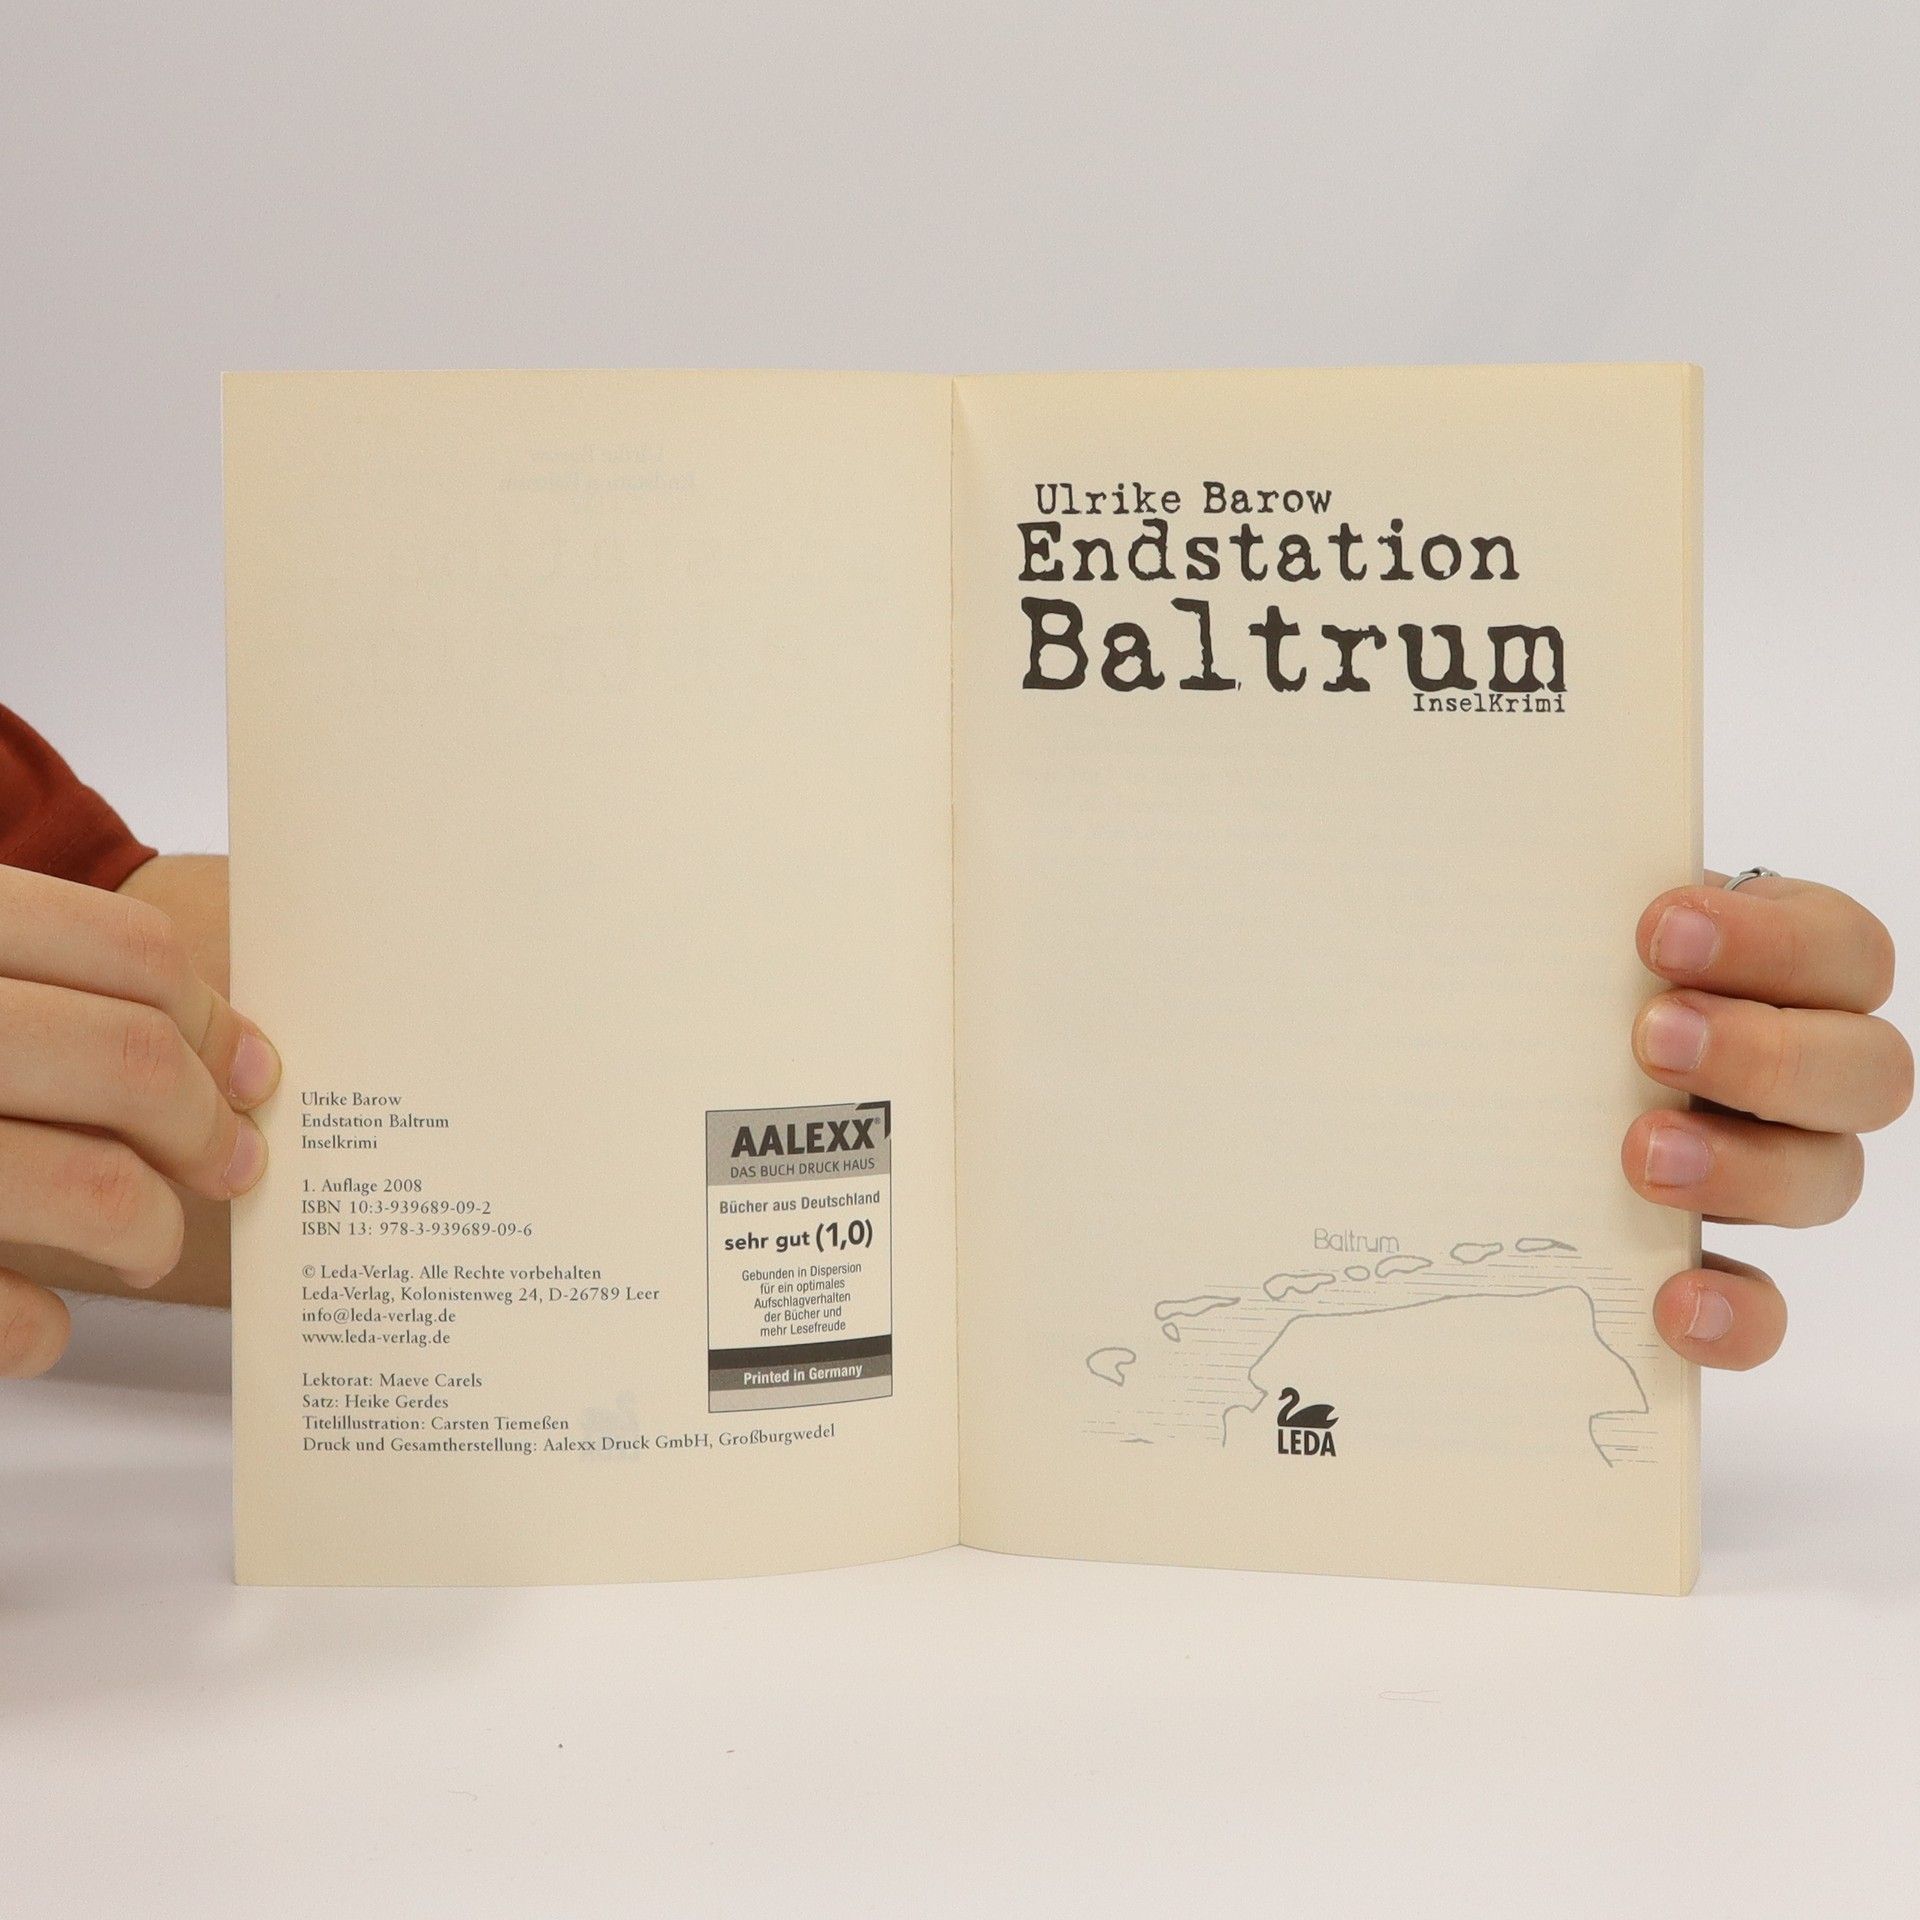 Ulrike Barow
Endstation Baltrum
Inselkrimi
1. Auflage 2008
ISBN 10:3-939689-09-2
ISBN 13: 978-3-939689-09-6
© Leda-Verlag. Alle Rechte vorbehalten
Leda-Verlag, Kolonistenweg 24, D-26789 Leer
info@leda-verlag.de
www.leda-verlag.de
Lektorat: Maeve Carels
Satz: Heike Gerdes
Titelillustration: Carsten Tiemeßen
Druck und Gesamtherstellung: Aalexx Druck GmbH, Großburgwedel
AALEXX®
DAS BUCH DRUCK HAUS
Bücher aus Deutschland
sehr gut (1,0)
Gebunden in Dispersion
für ein optimales
Aufschlagverhalten
der Bücher und
mehr Lesefreude
Printed in Germany
Ulrike Barow
Endstation
Baltrum
InselKrimi
Baltrum
LEDA